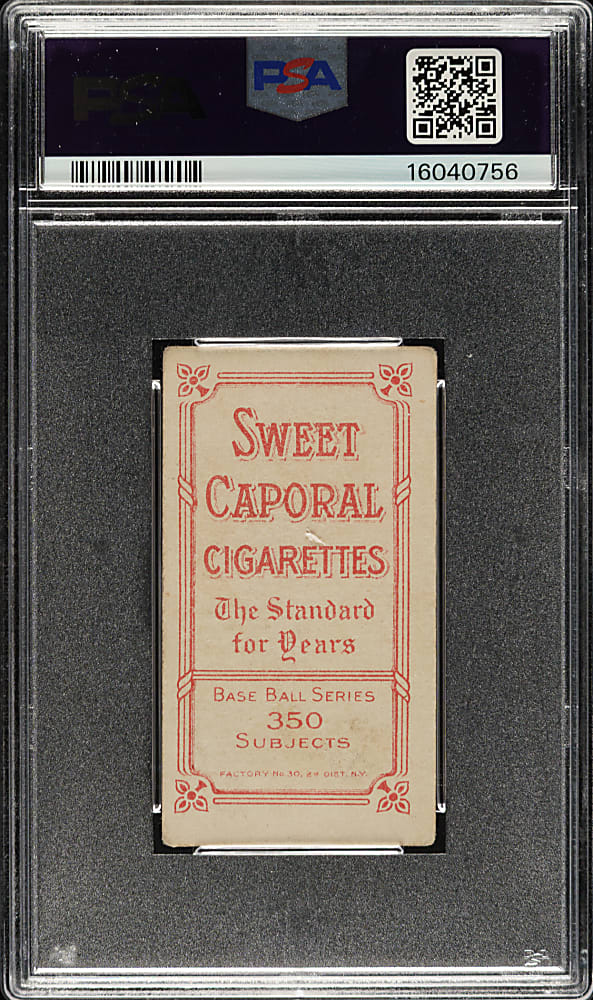 PSA
PSA
16040756
SWEET
CAPORAL
CIGARETTES
The Standard
for Years
BASE BALL SERIES
350
SUBJECTS
FACTORY No 30, 2d DIST. N.Y.